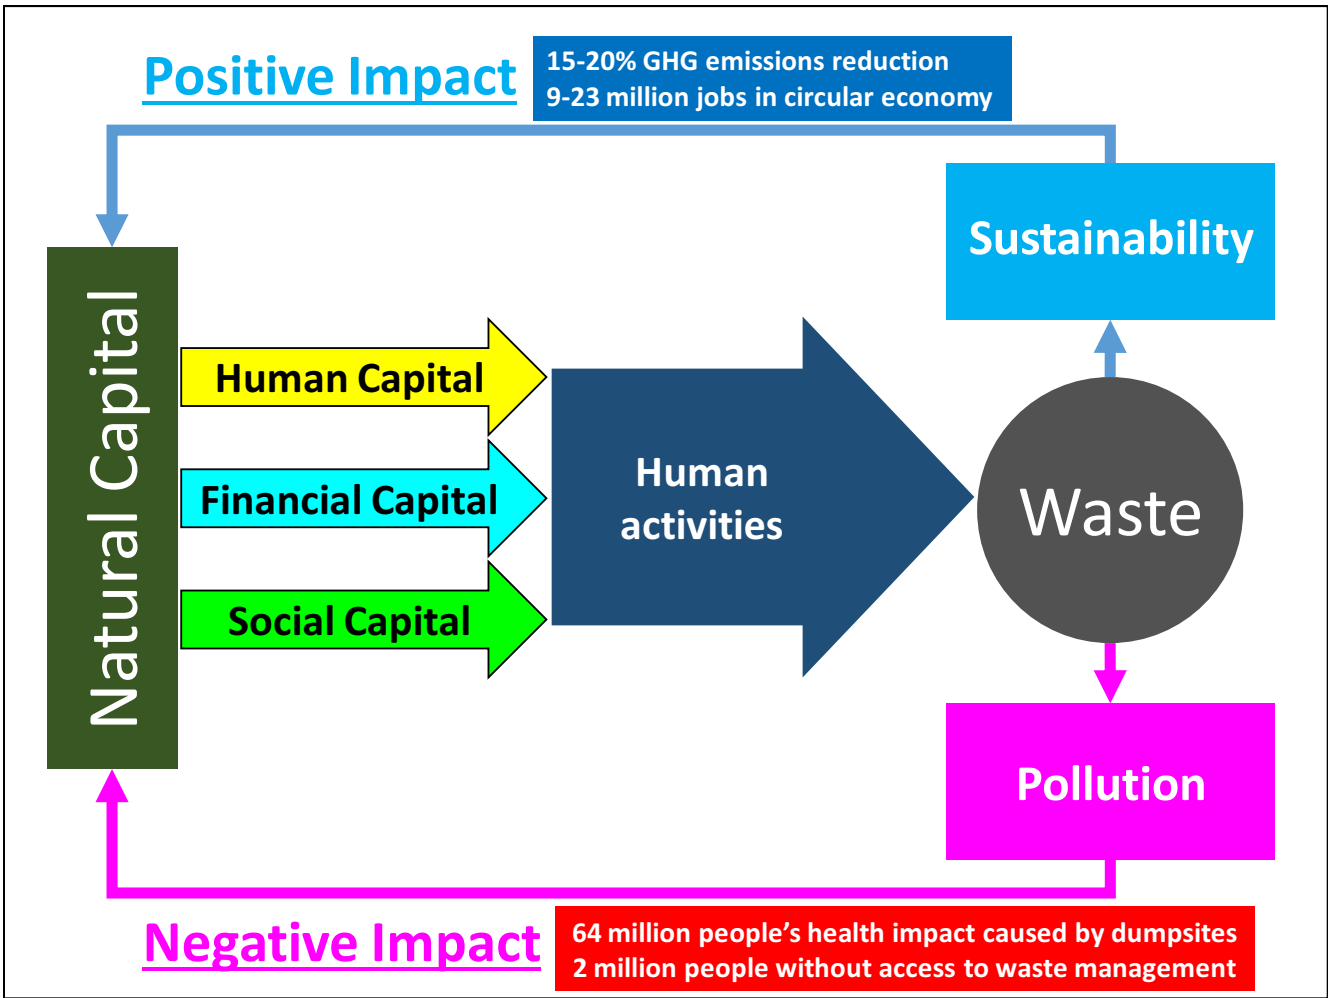 Positive Impact
15-20% GHG emissions reduction
9-23 million jobs in circular economy
Sustainability
Natural Capital
Human Capital
Financial Capital
Social Capital
Human
activities
Waste
Pollution
Negative Impact
64 million people’s health impact caused by dumpsites
2 million people without access to waste management